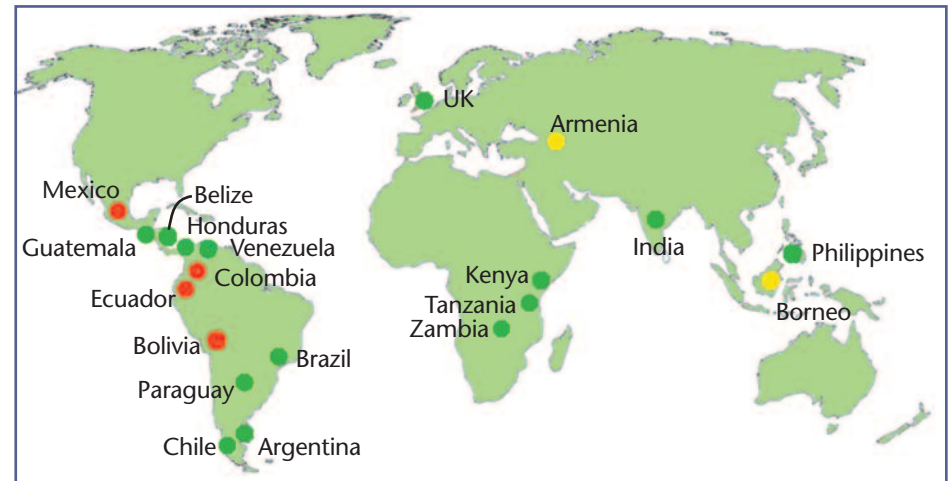 UK
Armenia
Mexico
Belize
Honduras
Guatemala
Venezuela
India
Philippines
Colombia
Kenya
Ecuador
Tanzania
Borneo
Zambia
Bolivia
Brazil
Paraguay
Chile
Argentina